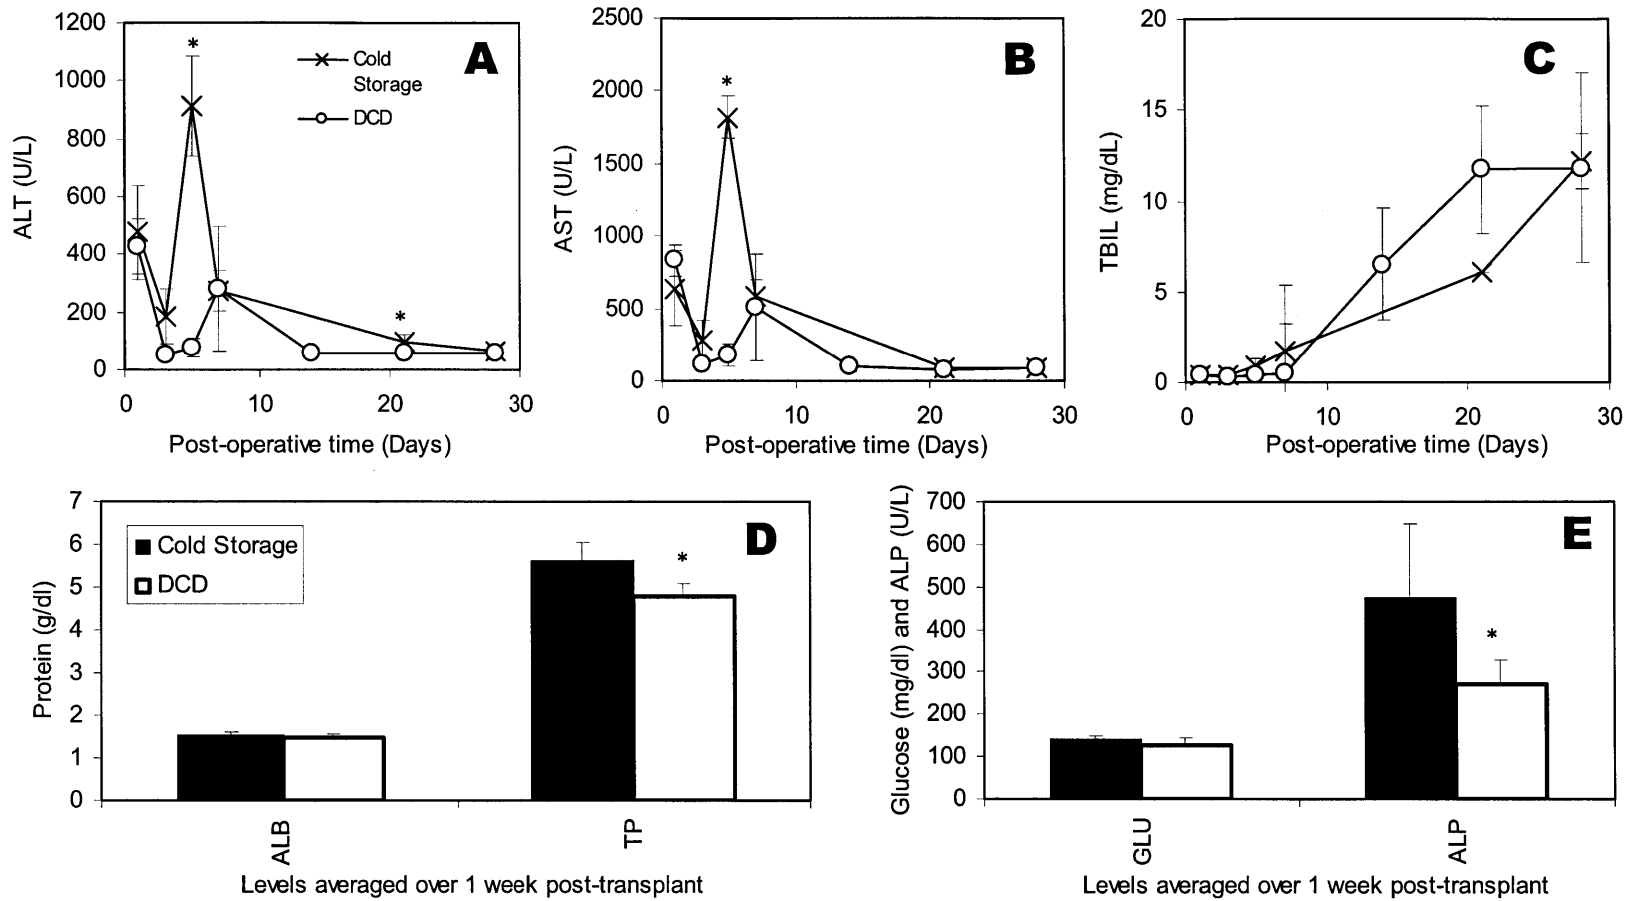 1200
1000
800
600
400
200
0
ALT (U/L)
*
*
Cold
Storage
DCD
A
0
10
20
30
Post-operative time (Days)
2500
2000
1500
1000
500
0
AST (U/L)
*
B
0
10
20
30
Post-operative time (Days)
20
15
10
5
0
TBIL (mg/dL)
C
0
10
20
30
Post-operative time (Days)
7
6
5
4
3
2
1
0
Protein (g/dl)
Cold Storage
DCD
*
D
ALB
TP
Levels averaged over 1 week post-transplant
700
600
500
400
300
200
100
0
Glucose (mg/dl) and ALP (U/L)
*
E
GLU
ALP
Levels averaged over 1 week post-transplant